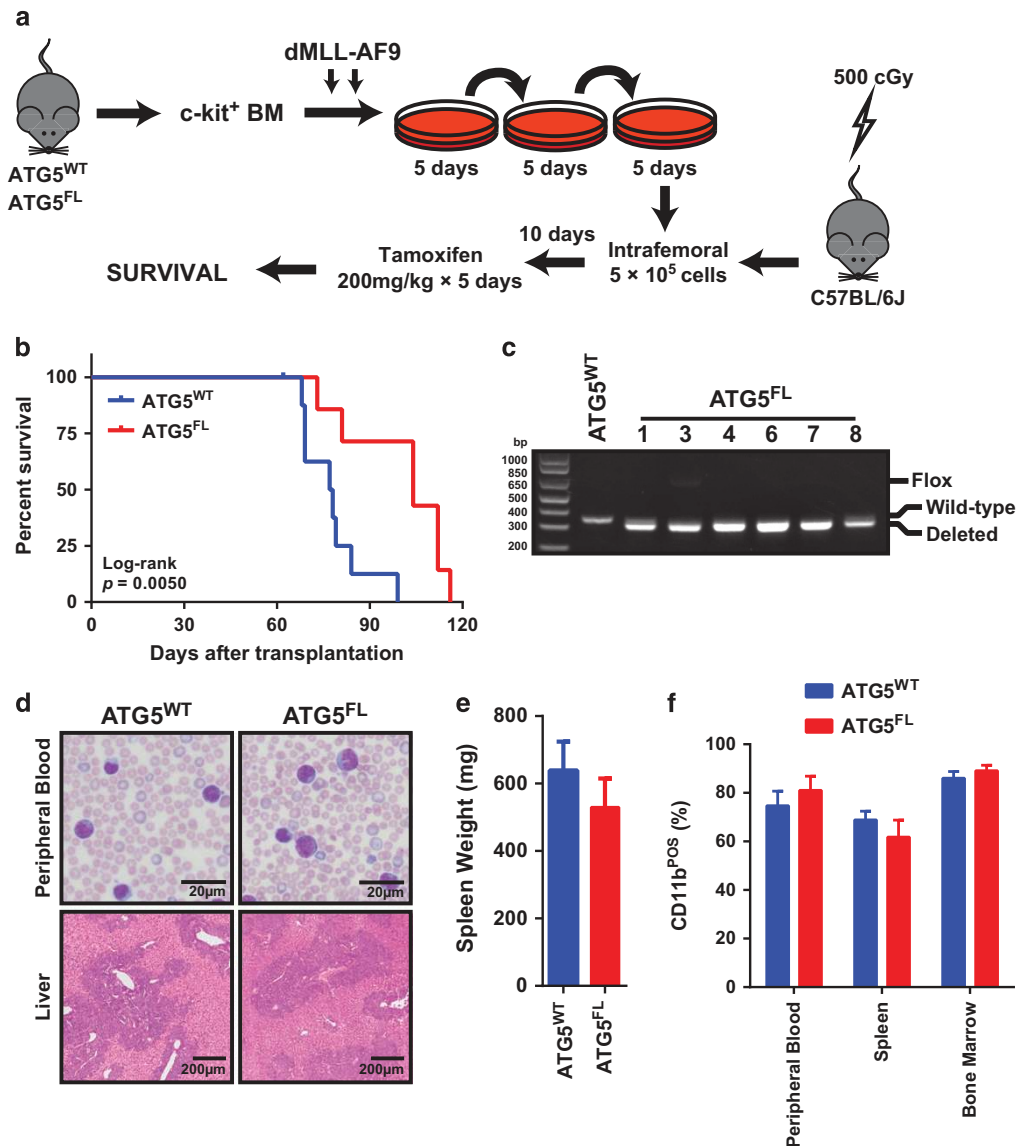 a
dMLL-AF9
500 cGy
c-kit+ BM
5 days
5 days
5 days
ATG5WT
ATG5FL
10 days
SURVIVAL
Tamoxifen
200mg/kg × 5 days
Intrafemoral
5 × 10⁵ cells
C57BL/6J
b
Percent survival
100
75
50
25
0
ATG5WT
ATG5FL
Log-rank
p = 0.0050
0 30 60 90 120
Days after transplantation
c
ATG5WT
ATG5FL
1 3 4 6 7 8
bp
1000
850
650
500
400
300
200
Flox
Wild-type
Deleted
d
ATG5WT ATG5FL
Peripheral Blood
20µm
20µm
Liver
200µm
200µm
e
Spleen Weight (mg)
800
600
400
200
0
ATG5WT
ATG5FL
f
ATG5WT
ATG5FL
CD11bPOS (%)
100
80
60
40
20
0
Peripheral Blood
Spleen
Bone Marrow